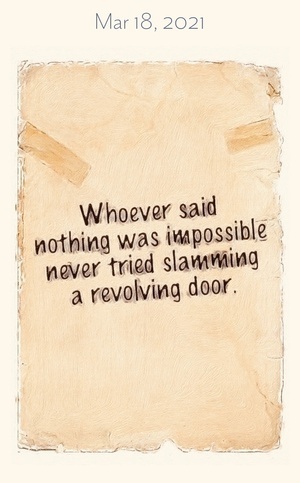 Mar 18, 2021
Whoever said
nothing was impossible
never tried slamming
a revolving door.